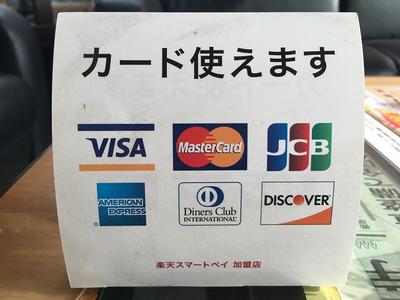 カード使えます
VISA MasterCard JCB
AMERICAN EXPRESS Diners Club INTERNATIONAL DISCOVER
楽天スマートペイ 加盟店